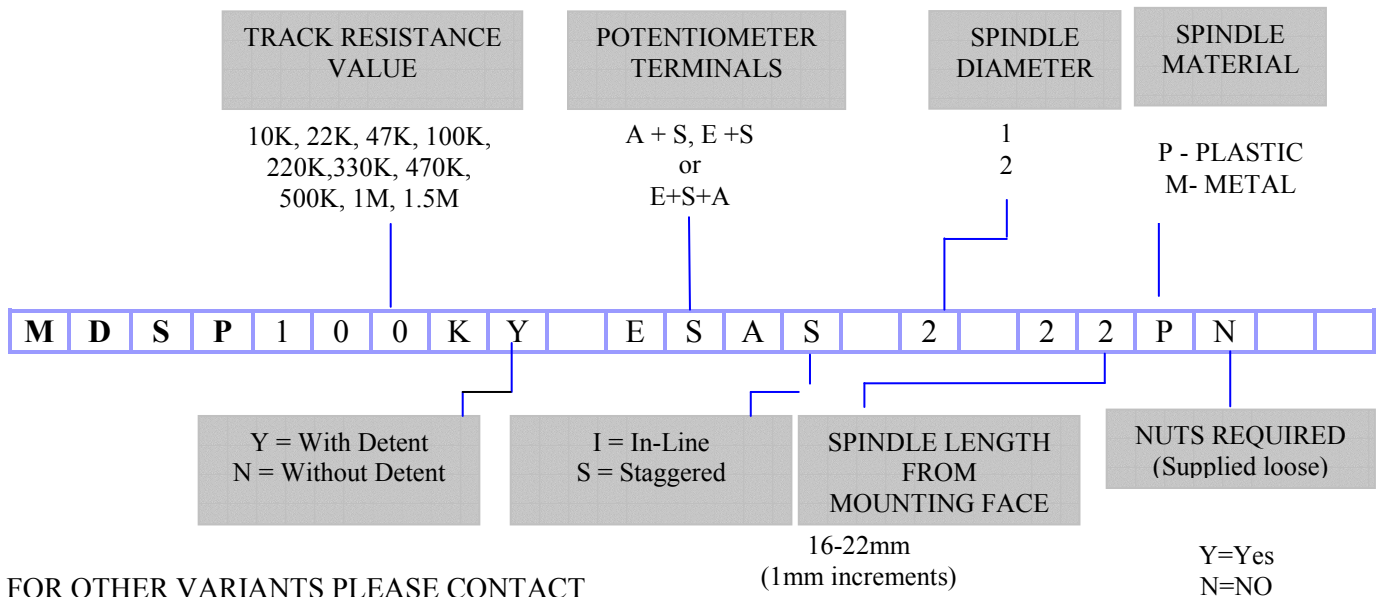 TRACK RESISTANCE
VALUE
10K, 22K, 47K, 100K,
220K,330K, 470K,
500K, 1M, 1.5M
POTENTIOMETER
TERMINALS
A + S, E +S
or
E+S+A
SPINDLE
DIAMETER
1
2
SPINDLE
MATERIAL
P - PLASTIC
M- METAL
M D S P 1 0 0 K Y E S A S 2 2 2 P N
Y = With Detent
N = Without Detent
I = In-Line
S = Staggered
SPINDLE LENGTH
FROM
MOUNTING FACE
16-22mm
(1mm increments)
NUTS REQUIRED
(Supplied loose)
Y=Yes
N=NO
FOR OTHER VARIANTS PLEASE CONTACT